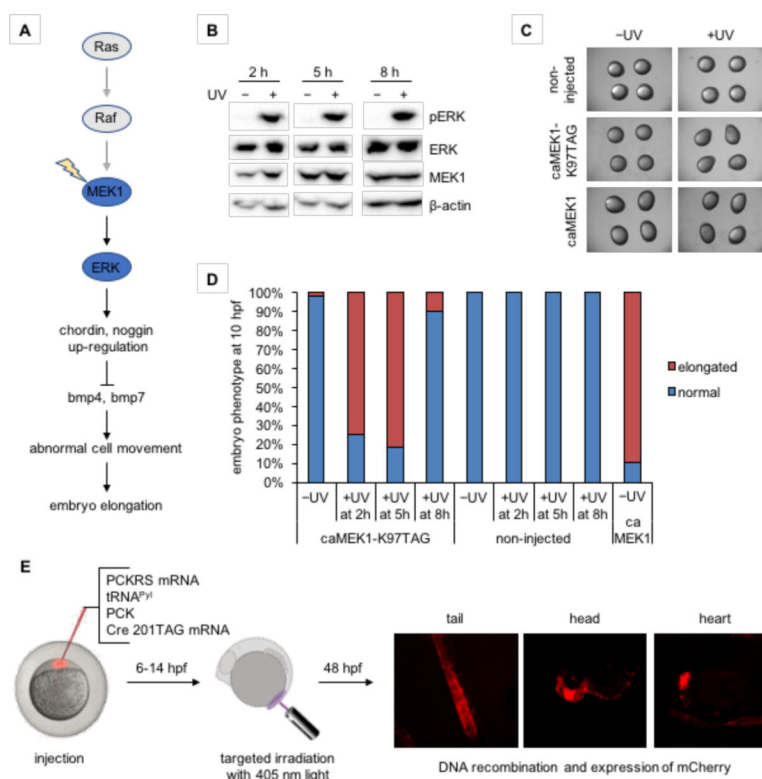 A
Ras
Raf
MEK1
ERK
chordin, noggin
up-regulation
bmp4, bmp7
abnormal cell movement
embryo elongation
B
2 h 5 h 8 h
UV − + − + − +
pERK
ERK
MEK1
β-actin
C
−UV +UV
non-
injected
caMEK1-
K97TAG
caMEK1
D
embryo phenotype at 10 hpf
100%
90%
80%
70%
60%
50%
40%
30%
20%
10%
0%
elongated
normal
−UV
+UV
at 2h
+UV
at 5h
+UV
at 8h
−UV
+UV
at 2h
+UV
at 5h
+UV
at 8h
−UV
caMEK1-K97TAG
non-injected
ca
MEK1
E
PCKRS mRNA
tRNAPyl
PCK
Cre 201TAG mRNA
injection
6-14 hpf
targeted irradiation
with 405 nm light
48 hpf
tail head heart
DNA recombination and expression of mCherry